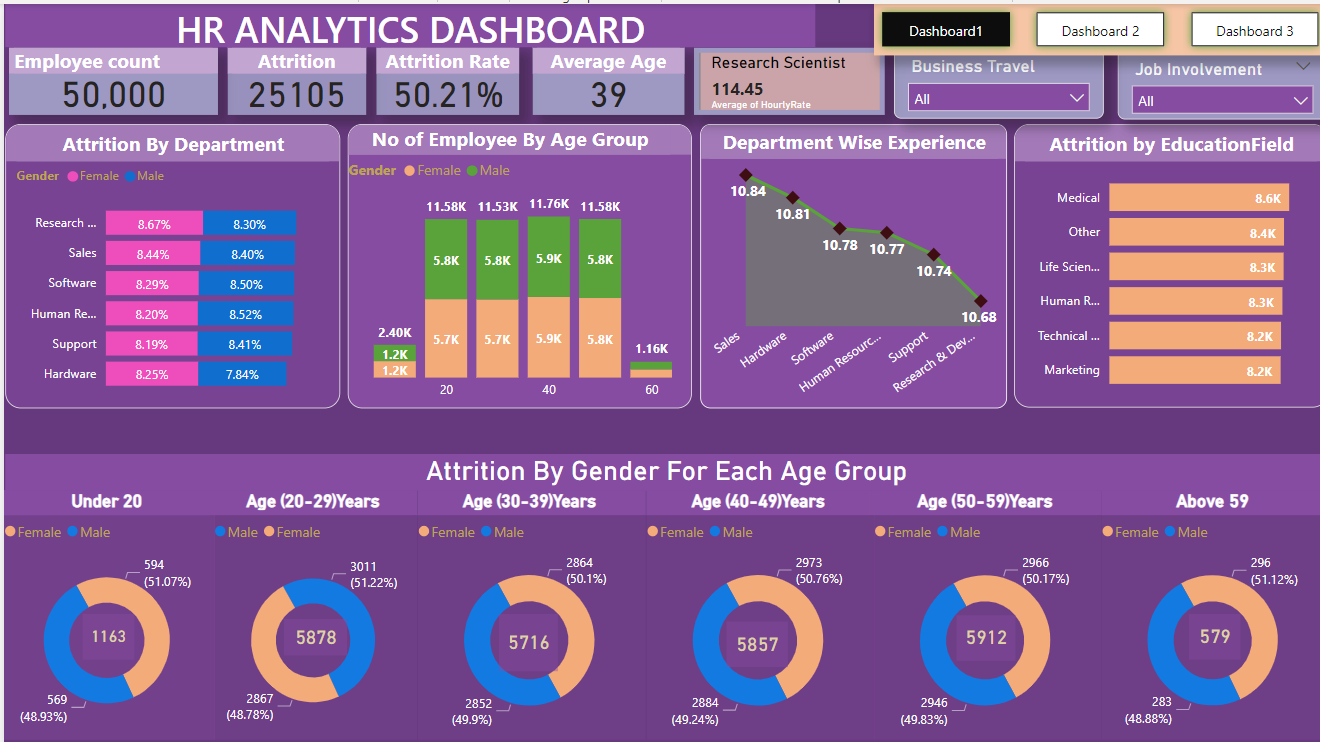 HR ANALYTICS DASHBOARD
Dashboard1
Dashboard 2
Dashboard 3
Employee count
50,000
Attrition
25105
Attrition Rate
50.21%
Average Age
39
Research Scientist
114.45
Average of HourlyRate
Business Travel
All
Job Involvement
All
Attrition By Department
Gender Female Male
Research ... 8.67% 8.30%
Sales 8.44% 8.40%
Software 8.29% 8.50%
Human Re... 8.20% 8.52%
Support 8.19% 8.41%
Hardware 8.25% 7.84%
No of Employee By Age Group
Gender Female Male
11.58K 11.53K 11.76K 11.58K
5.8K 5.8K 5.9K 5.8K
5.7K 5.7K 5.9K 5.8K
2.40K
1.2K
1.2K
1.16K
20 40 60
Department Wise Experience
10.84
10.81
10.78
10.77
10.74
10.68
Sales
Hardware
Software
Human Resourc...
Support
Research & Dev...
Attrition by EducationField
Medical 8.6K
Other 8.4K
Life Scien... 8.3K
Human R... 8.3K
Technical ... 8.2K
Marketing 8.2K
Attrition By Gender For Each Age Group
Under 20
Female Male
594
(51.07%)
1163
569
(48.93%)
Age (20-29)Years
Male Female
3011
(51.22%)
5878
2867
(48.78%)
Age (30-39)Years
Female Male
2864
(50.1%)
5716
2852
(49.9%)
Age (40-49)Years
Female Male
2973
(50.76%)
5857
2884
(49.24%)
Age (50-59)Years
Female Male
2966
(50.17%)
5912
2946
(49.83%)
Above 59
Female Male
296
(51.12%)
579
283
(48.88%)